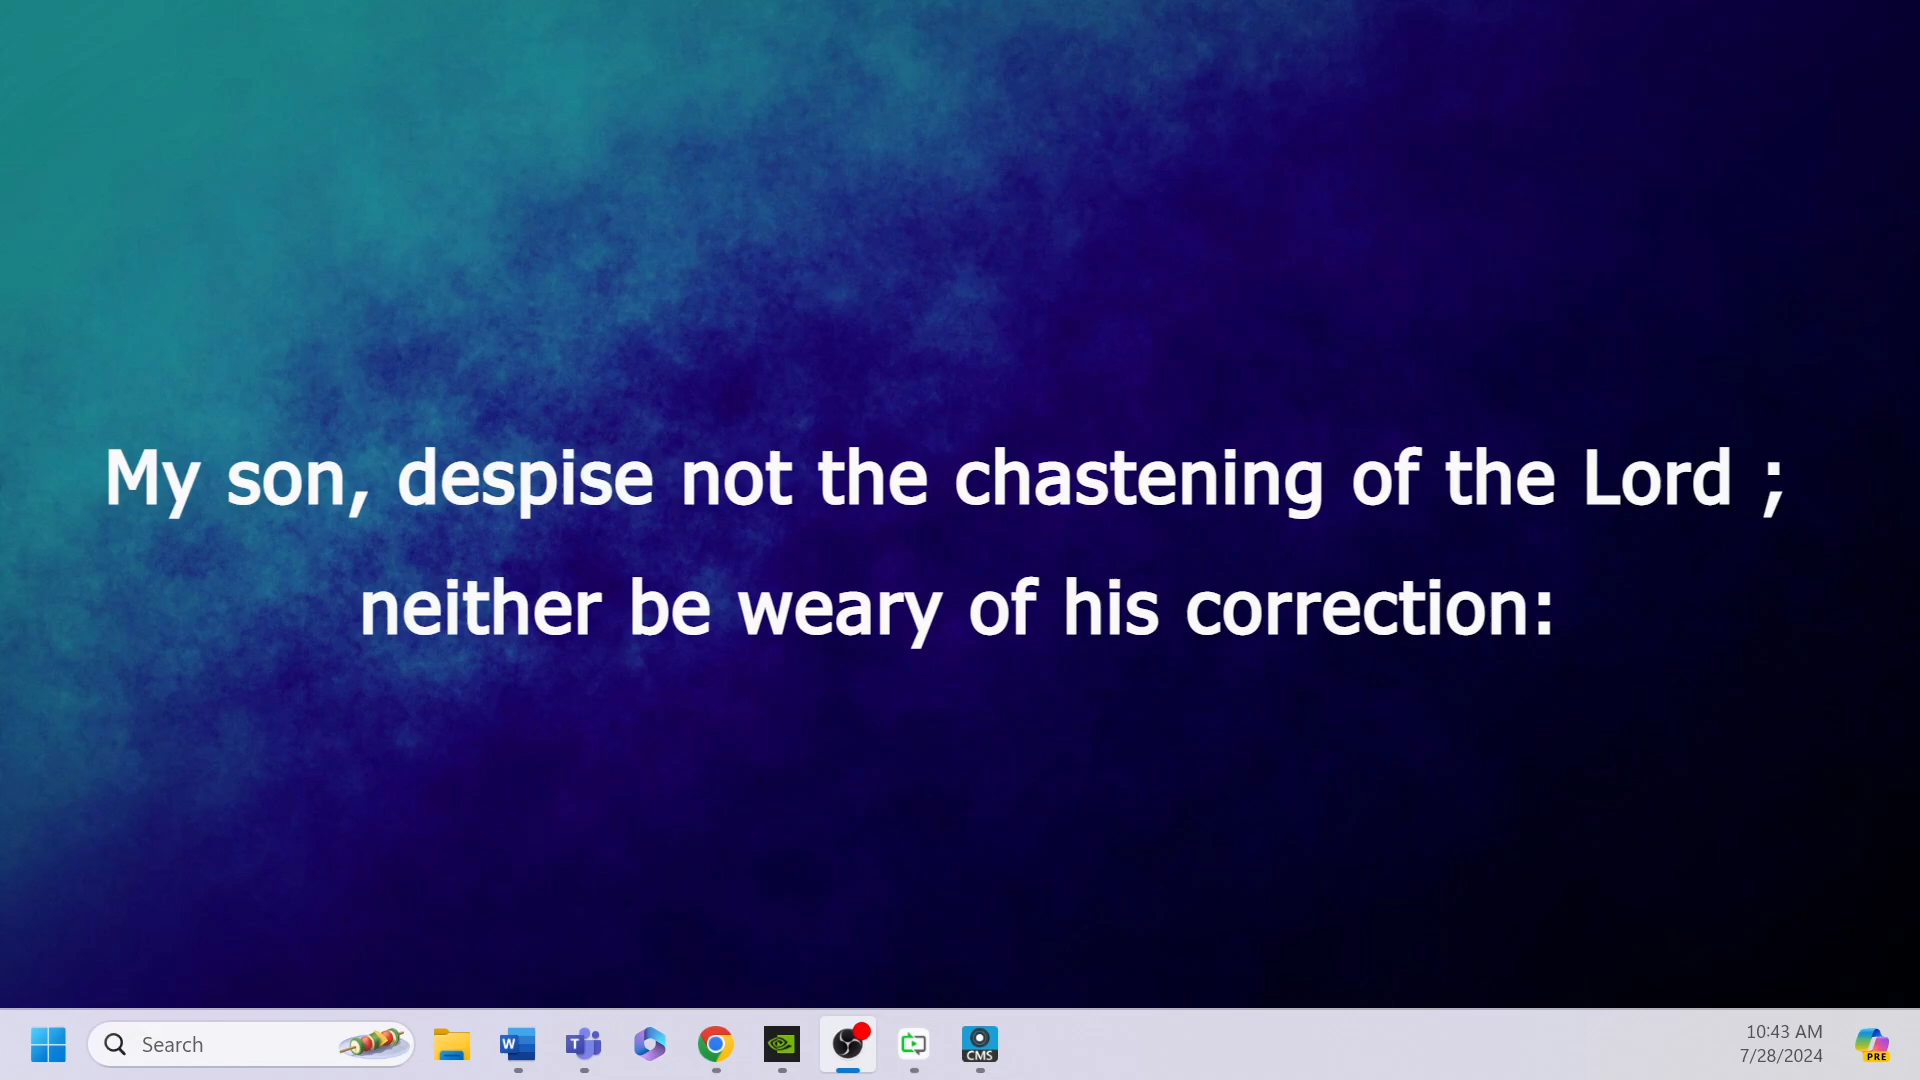 My son, despise not the chastening of the Lord ;
neither be weary of his correction:
Search
W
T
CMS
10:43 AM
7/28/2024
PRE